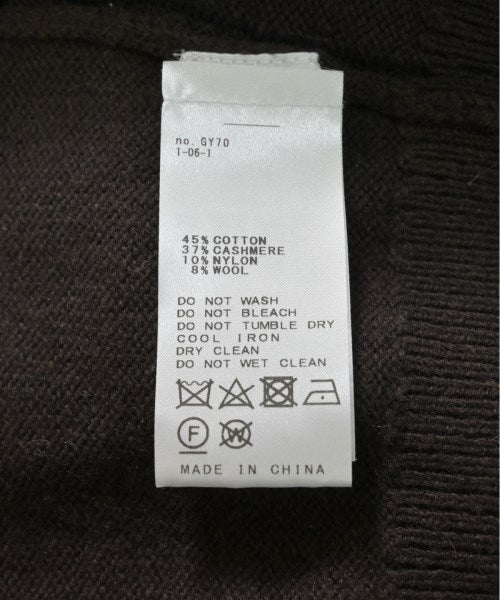 no. GY70
1-06-1
45% COTTON
37% CASHMERE
10% NYLON
8% WOOL
DO NOT WASH
DO NOT BLEACH
DO NOT TUMBLE DRY
COOL IRON
DRY CLEAN
DO NOT WET CLEAN
F W
MADE IN CHINA